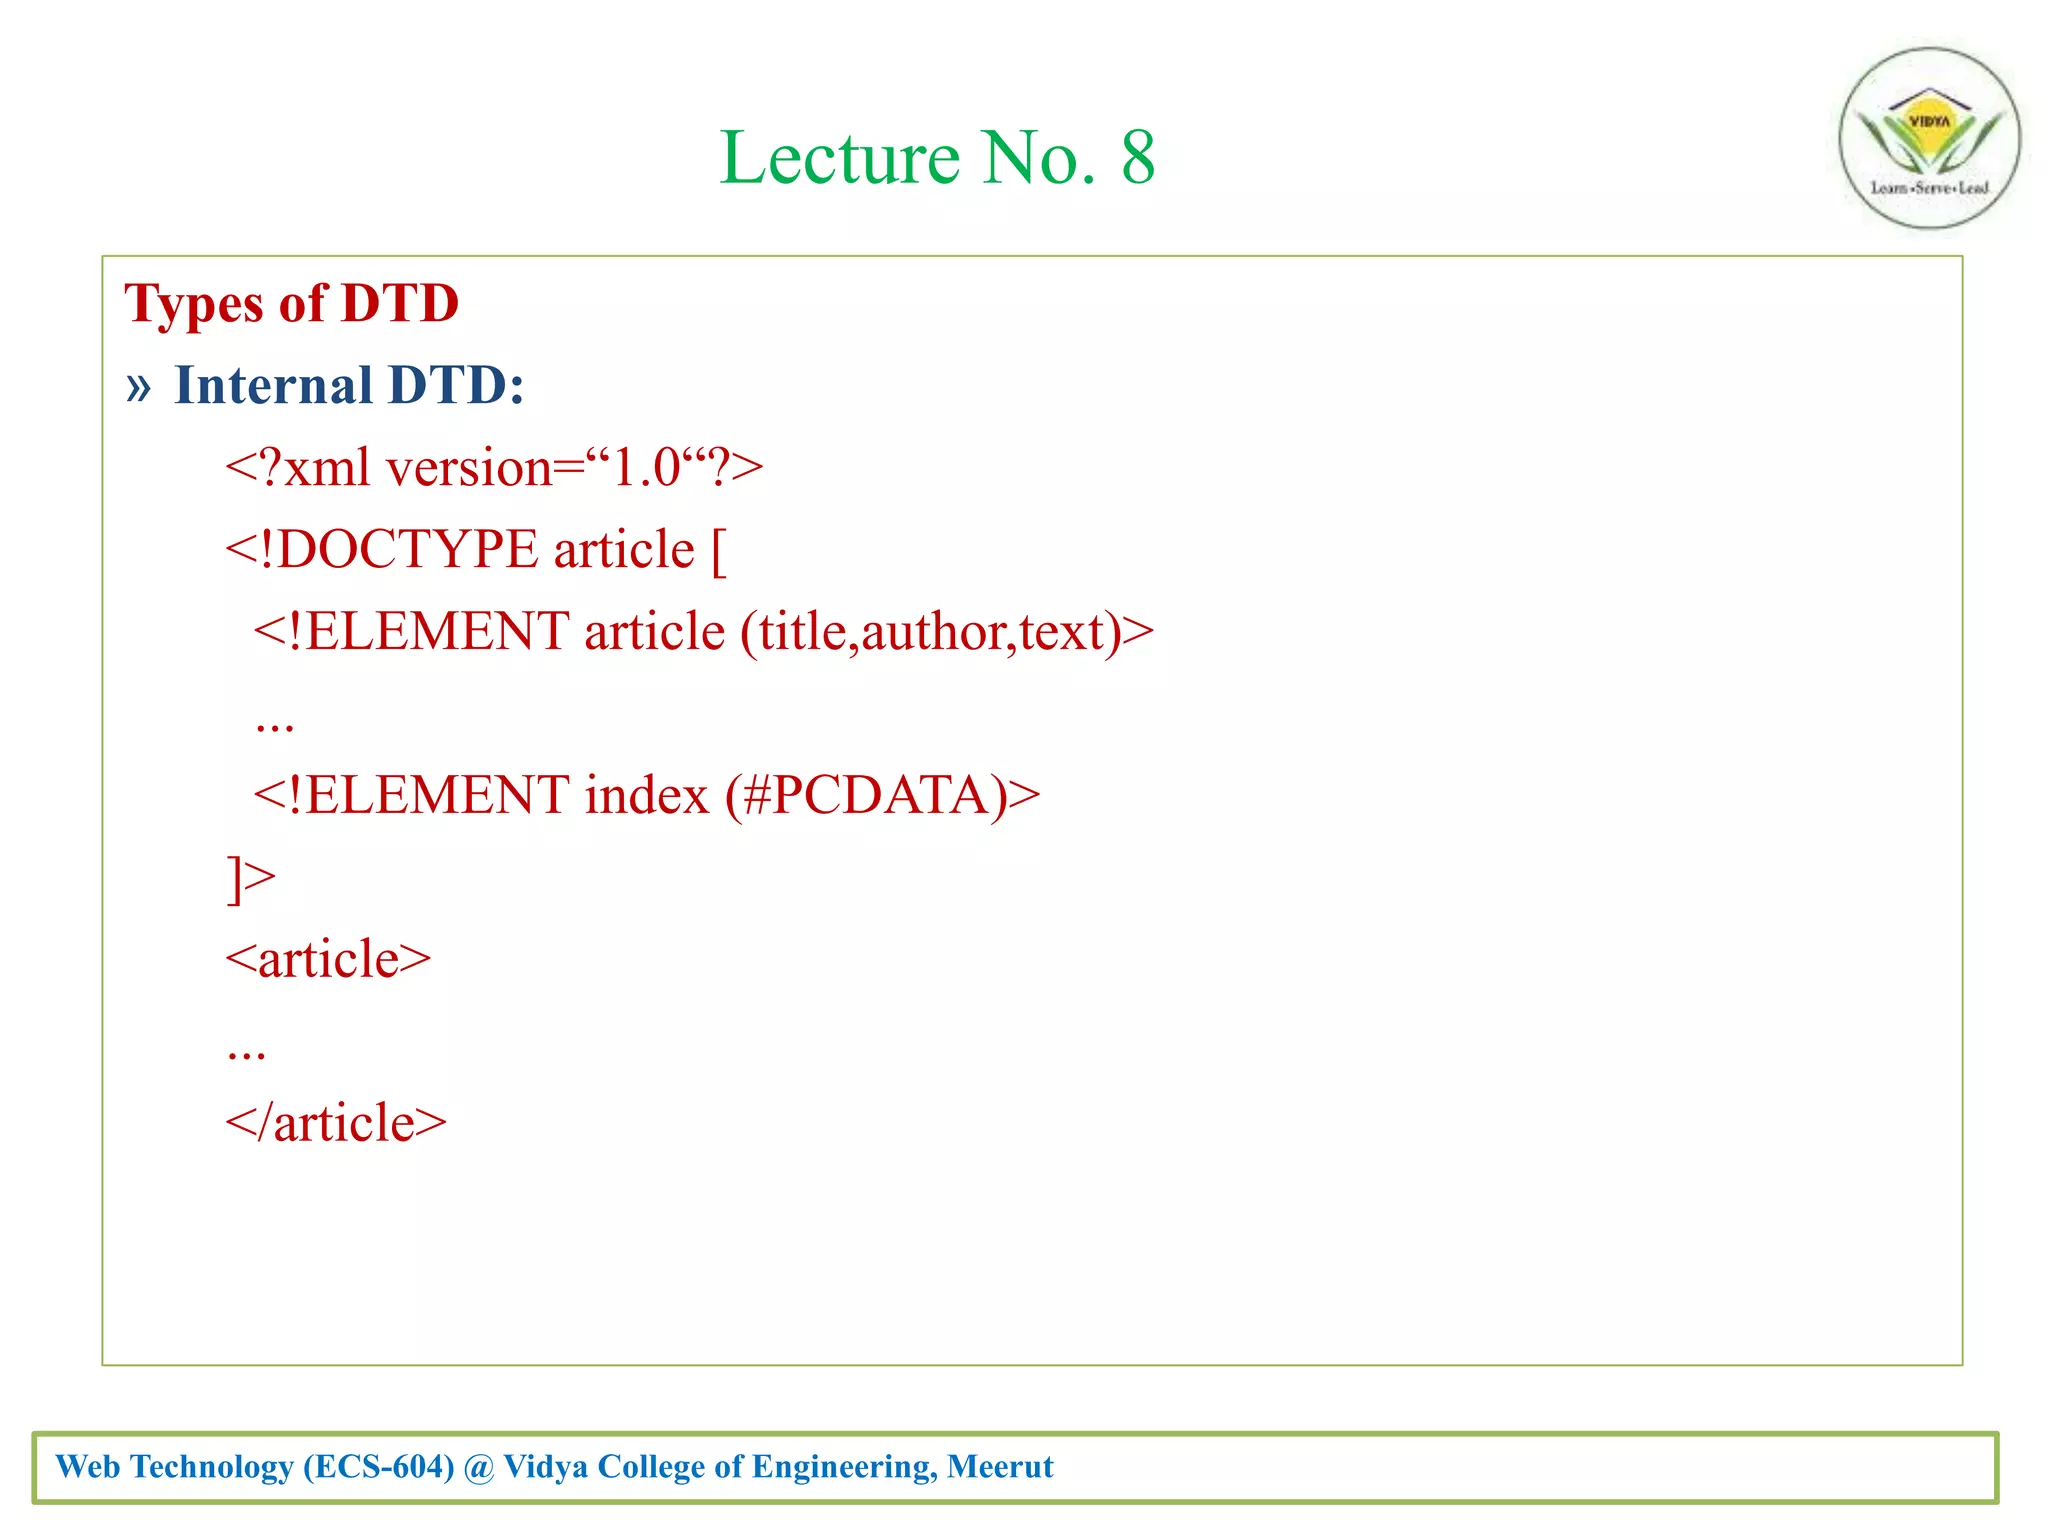 Lecture No. 8
VIDYA
Learn•Serve•Lead
Types of DTD
» Internal DTD:
<?xml version=“1.0“?>
<!DOCTYPE article [
<!ELEMENT article (title,author,text)>
...
<!ELEMENT index (#PCDATA)>
]>
<article>
...
</article>
Web Technology (ECS-604) @ Vidya College of Engineering, Meerut